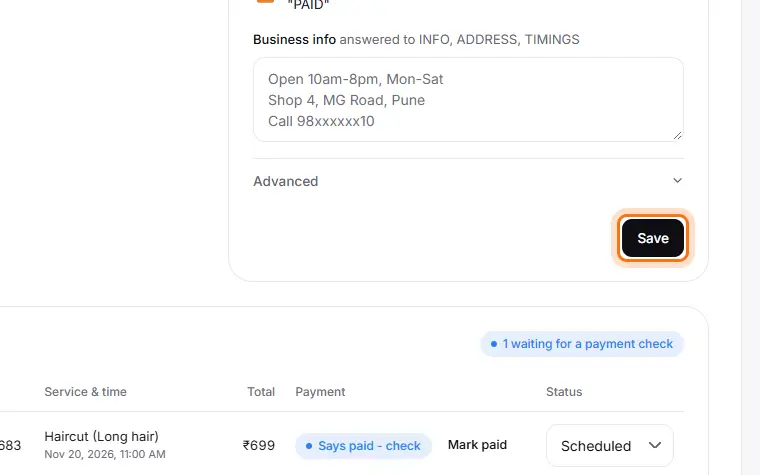 "PAID"
Business info answered to INFO, ADDRESS, TIMINGS
Open 10am-8pm, Mon-Sat
Shop 4, MG Road, Pune
Call 98xxxxxx10
Advanced
Save
1 waiting for a payment check
Service & time Total Payment Status
683 Haircut (Long hair) ₹699 Says paid - check Mark paid Scheduled
Nov 20, 2026, 11:00 AM